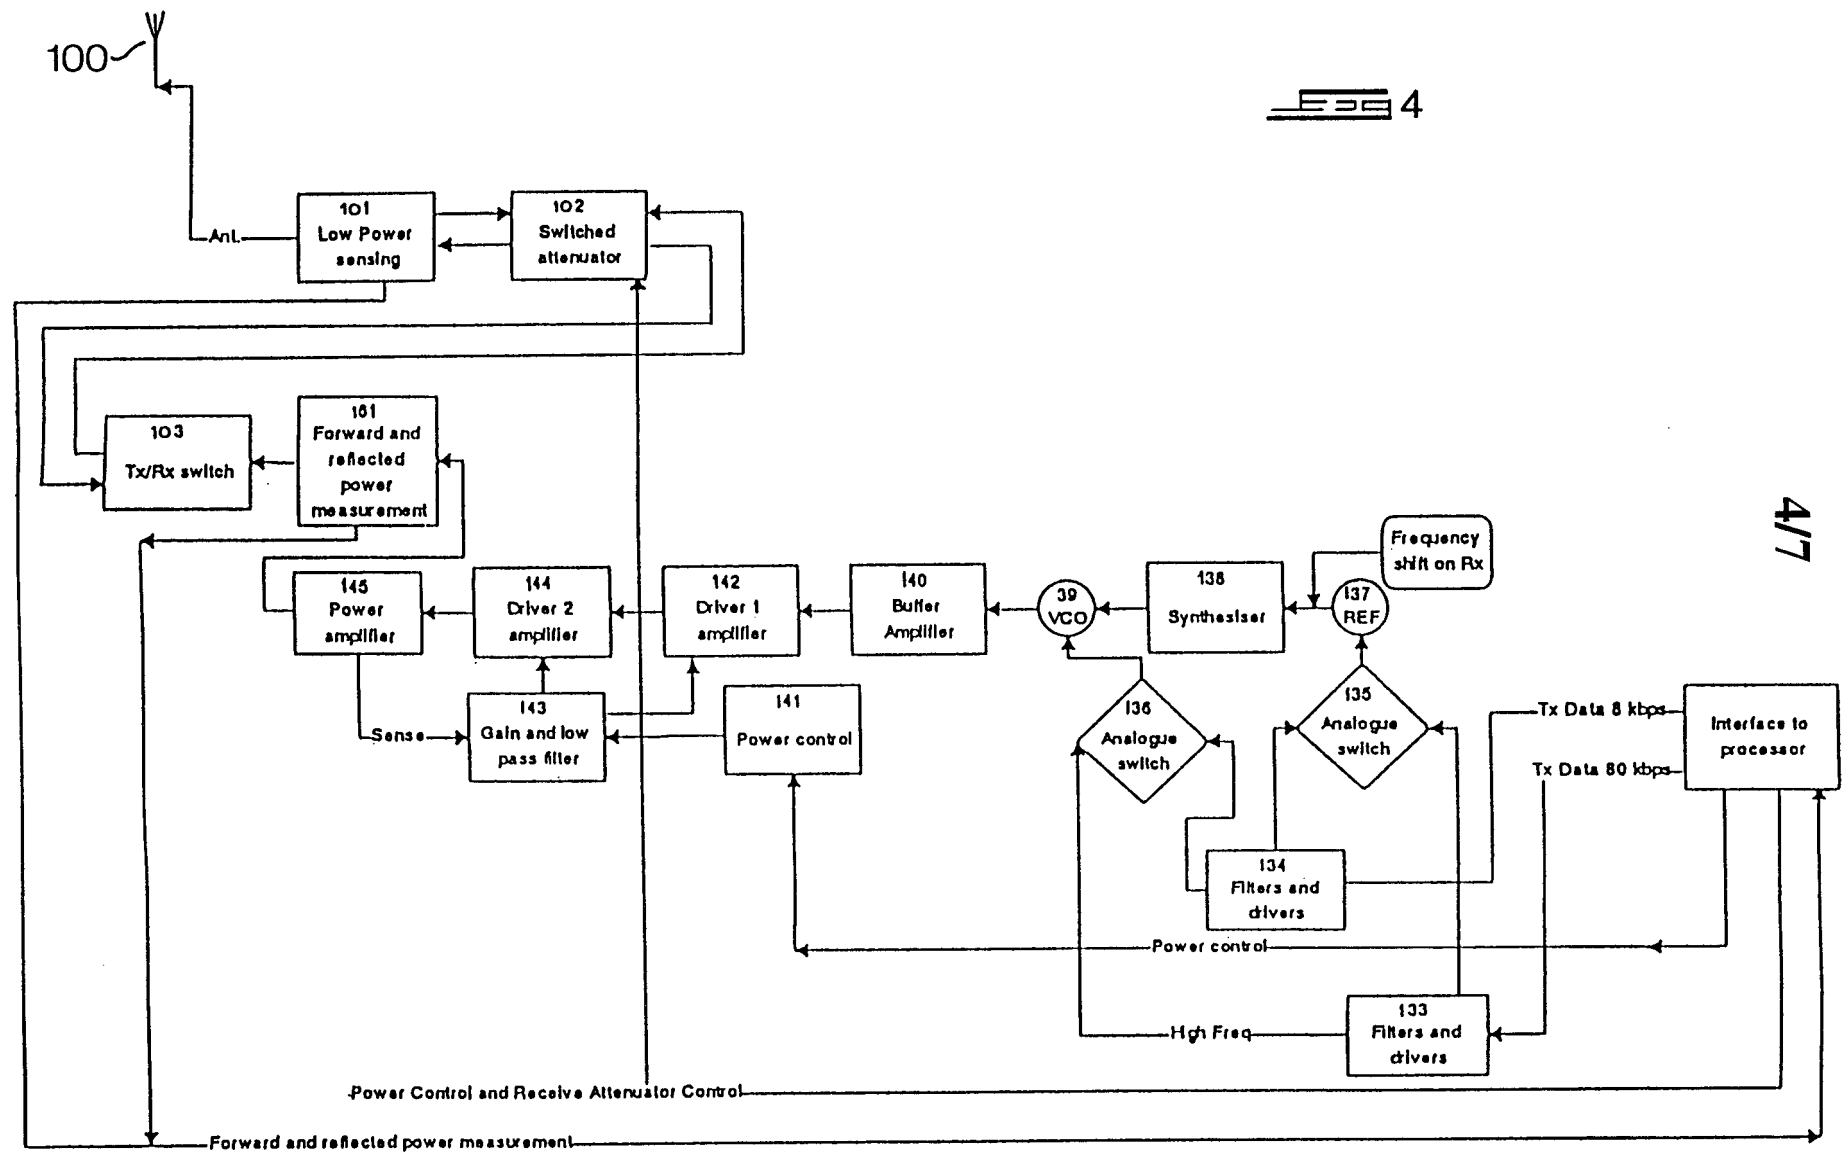 100
4
101
Low Power
sensing
102
Switched
attenuator
Ant.
103
Tx/Rx switch
161
Forward and
reflected
power
measurement
4/7
Frequency
shift on Rx
145
Power
amplifier
144
Driver 2
amplifier
142
Driver 1
amplifier
140
Buffer
Amplifier
39
VCO
138
Synthesiser
137
REF
143
Gain and low
pass filter
Sense
141
Power control
136
Analogue
switch
135
Analogue
switch
Tx Data 8 kbps
Tx Data 80 kbps
Interface to
processor
134
Filters and
drivers
Power control
133
Filters and
drivers
Hgh Freq
Power Control and Receive Attenuator Control
Forward and reflected power measurement